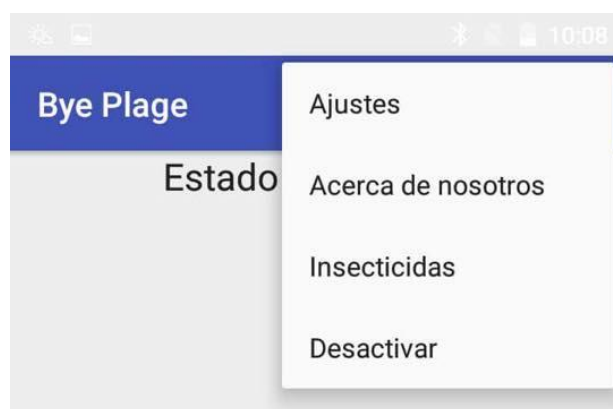 10:08
Bye Plage
Ajustes
Estado
Acerca de nosotros
Insecticidas
Desactivar